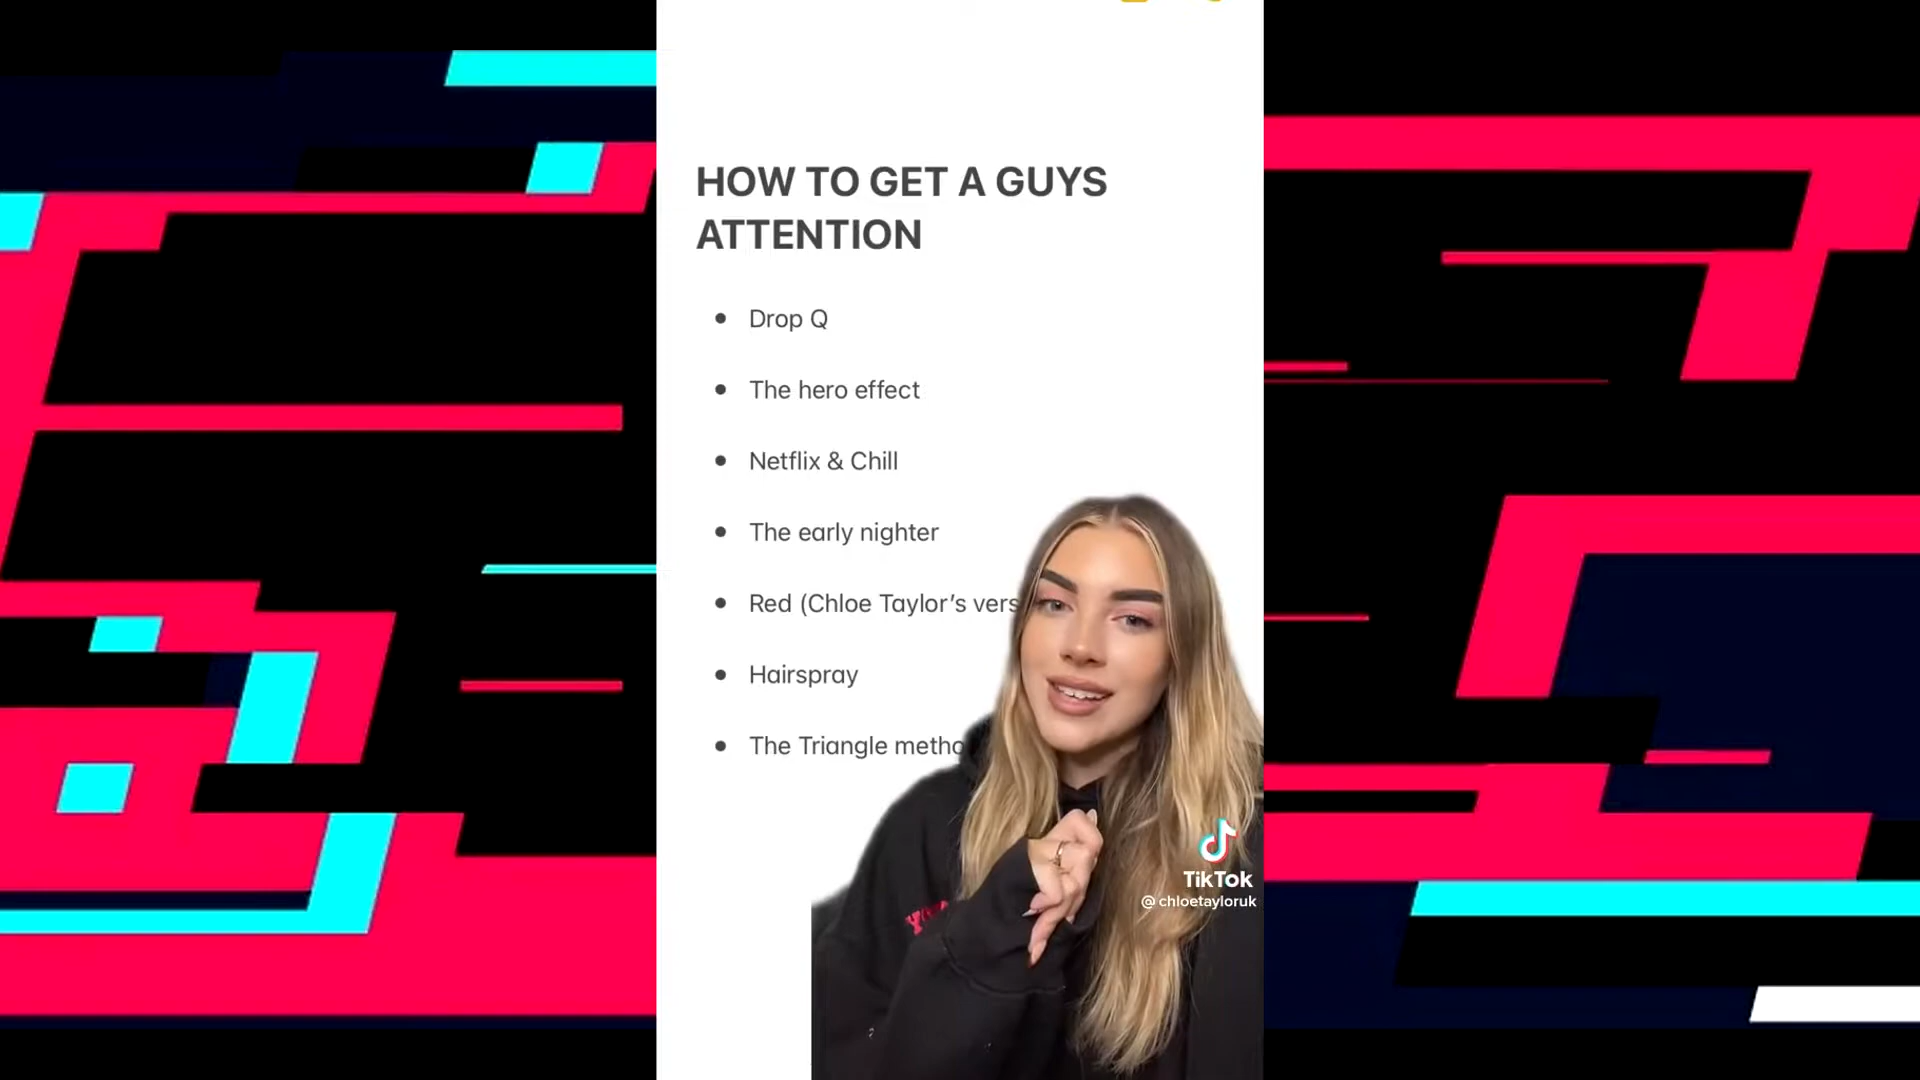 HOW TO GET A GUYS
ATTENTION
Drop Q
The hero effect
Netflix & Chill
The early nighter
Red (Chloe Taylor’s vers
Hairspray
The Triangle metho
TikTok
@chloetayloruk